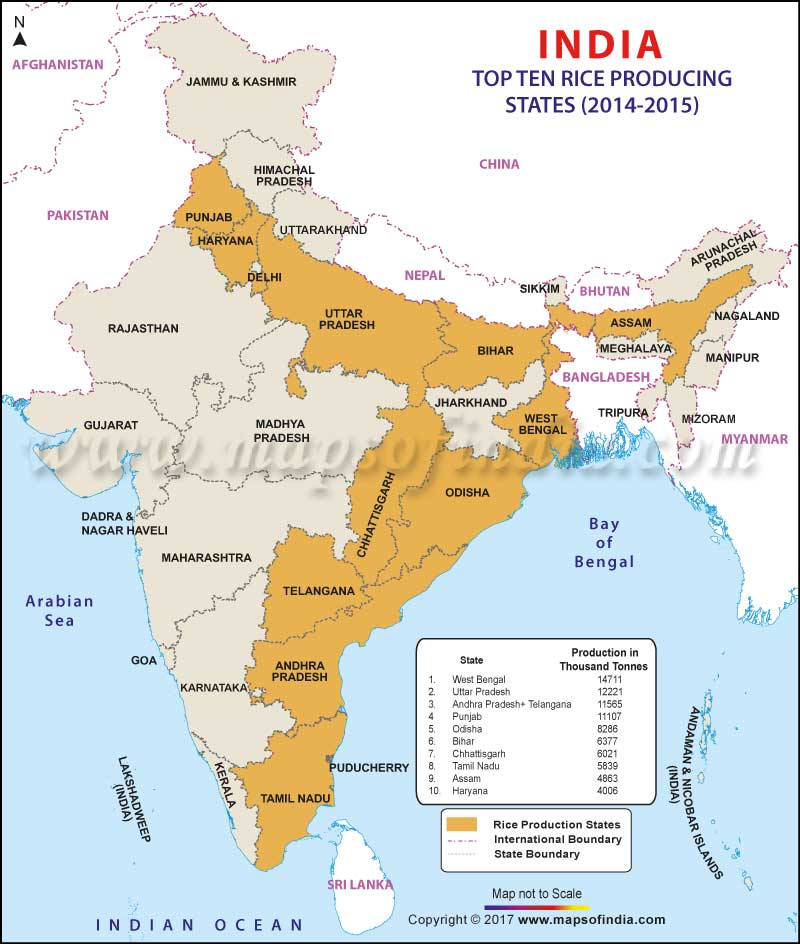 N
INDIA
TOP TEN RICE PRODUCING
STATES (2014-2015)
AFGHANISTAN
JAMMU & KASHMIR
CHINA
HIMACHAL
PRADESH
PAKISTAN
PUNJAB
UTTARAKHAND
HARYANA
DELHI
NEPAL
ARUNACHAL
PRADESH
SIKKIM
BHUTAN
RAJASTHAN
UTTAR
PRADESH
ASSAM
NAGALAND
BIHAR
MEGHALAYA
MANIPUR
BANGLADESH
JHARKHAND
TRIPURA
MIZORAM
GUJARAT
MADHYA
PRADESH
WEST
BENGAL
MYANMAR
www.mapsofindia.com
CHHATTISGARH
ODISHA
DADRA &
NAGAR HAVELI
MAHARASHTRA
Bay
of
Bengal
TELANGANA
Arabian
Sea
GOA
KARNATAKA
ANDHRA
PRADESH
State Production in
Thousand Tonnes
1. West Bengal 14711
2. Uttar Pradesh 12221
3. Andhra Pradesh+ Telangana 11565
4 Punjab 11107
5. Odisha 8286
6. Bihar 6377
7. Chhattisgarh 6021
8. Tamil Nadu 5839
9. Assam 4863
10. Haryana 4006
ANDAMAN & NICOBAR ISLANDS
(INDIA)
LAKSHADWEEP
(INDIA)
KERALA
PUDUCHERRY
TAMIL NADU
Rice Production States
International Boundary
State Boundary
SRI LANKA
Map not to Scale
INDIAN OCEAN
Copyright © 2017 www.mapsofindia.com